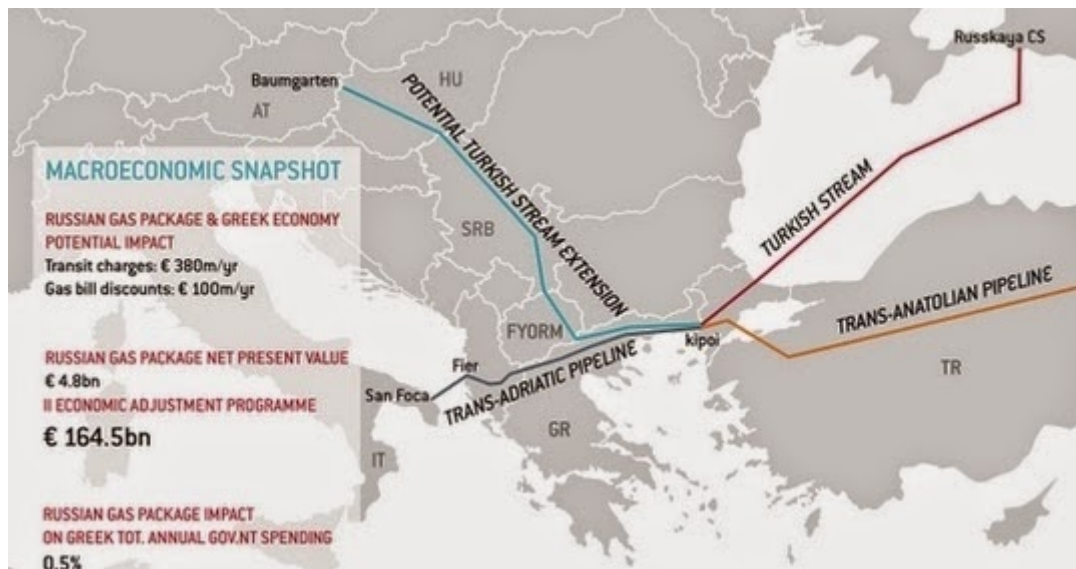 Russkaya CS
Baumgarten
HU
AT
POTENTIAL TURKISH STREAM EXTENSION
MACROECONOMIC SNAPSHOT
RUSSIAN GAS PACKAGE & GREEK ECONOMY
POTENTIAL IMPACT
Transit charges: € 380m/yr
Gas bill discounts: € 100m/yr
SRB
TURKISH STREAM
TRANS-ANATOLIAN PIPELINE
FYORM
kipoi
RUSSIAN GAS PACKAGE NET PRESENT VALUE
€ 4.8bn
II ECONOMIC ADJUSTMENT PROGRAMME
€ 164.5bn
Fier
San Foca
TRANS-ADRIATIC PIPELINE
TR
GR
IT
RUSSIAN GAS PACKAGE IMPACT
ON GREEK TOT. ANNUAL GOV.NT SPENDING
0.5%